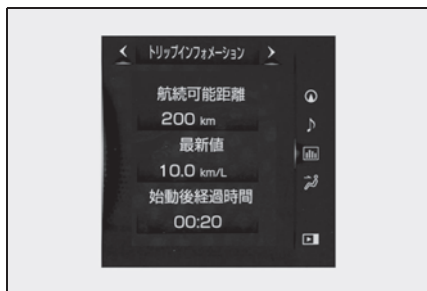 トリップインフォメーション
航続可能距離
200 km
最新値
10.0 km/L
始動後経過時間
00:20